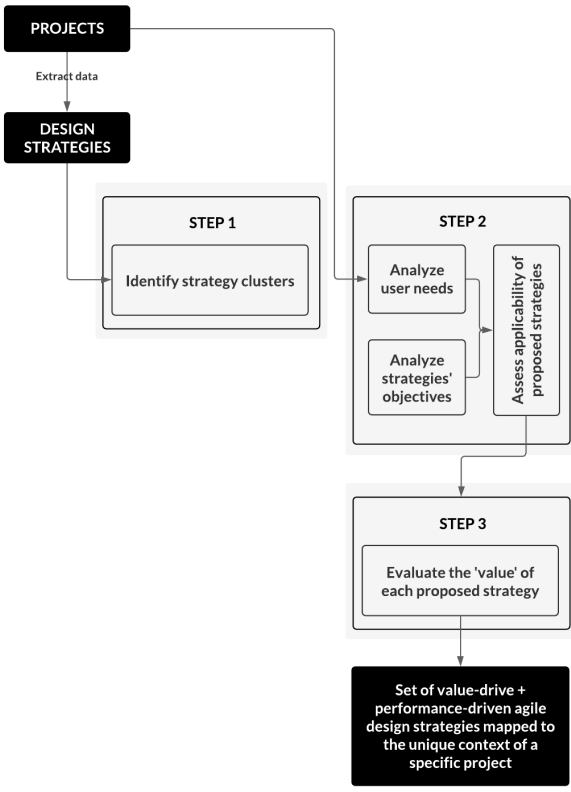 PROJECTS
Extract data
DESIGN
STRATEGIES
STEP 1
Identify strategy clusters
STEP 2
Analyze
user needs
Analyze
strategies'
objectives
Assess applicability of
proposed strategies
STEP 3
Evaluate the 'value' of
each proposed strategy
Set of value-drive +
performance-driven agile
design strategies mapped to
the unique context of a
specific project